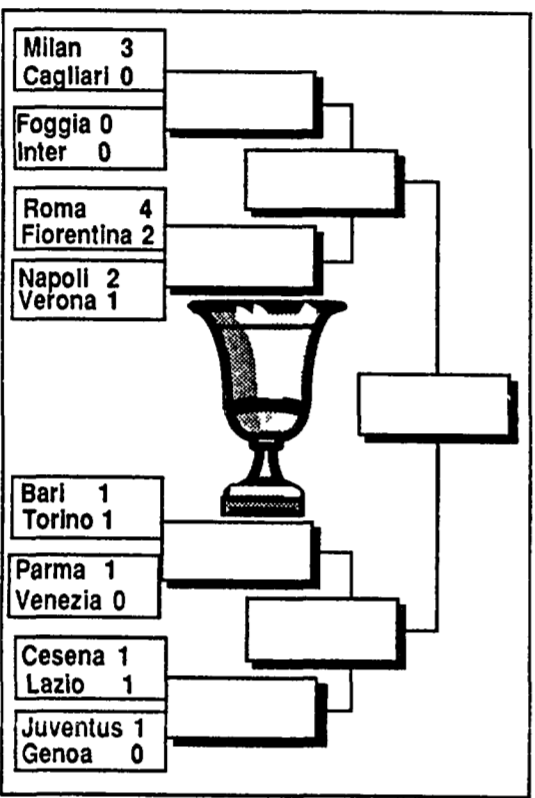 Milan 3
Cagliari 0
Foggia 0
Inter 0
Roma 4
Fiorentina 2
Napoli 2
Verona 1
Bari 1
Torino 1
Parma 1
Venezia 0
Cesena 1
Lazio 1
Juventus 1
Genoa 0